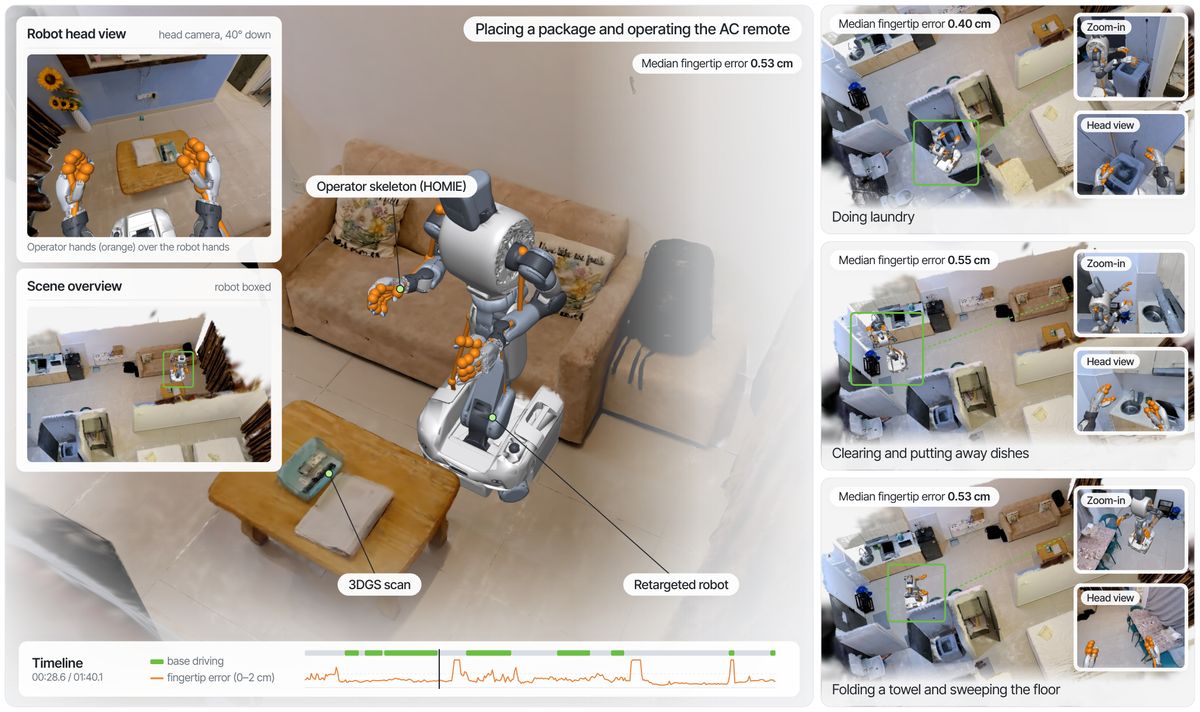 Robot head view
head camera, 40° down
Operator hands (orange) over the robot hands
Scene overview
robot boxed
Placing a package and operating the AC remote
Median fingertip error 0.53 cm
Operator skeleton (HOMIE)
3DGS scan
Retargeted robot
Timeline
00:28.6 / 01:40.1
base driving
fingertip error (0–2 cm)
Median fingertip error 0.40 cm
Zoom-in
Head view
Doing laundry
Median fingertip error 0.55 cm
Zoom-in
Head view
Clearing and putting away dishes
Median fingertip error 0.53 cm
Zoom-in
Head view
Folding a towel and sweeping the floor